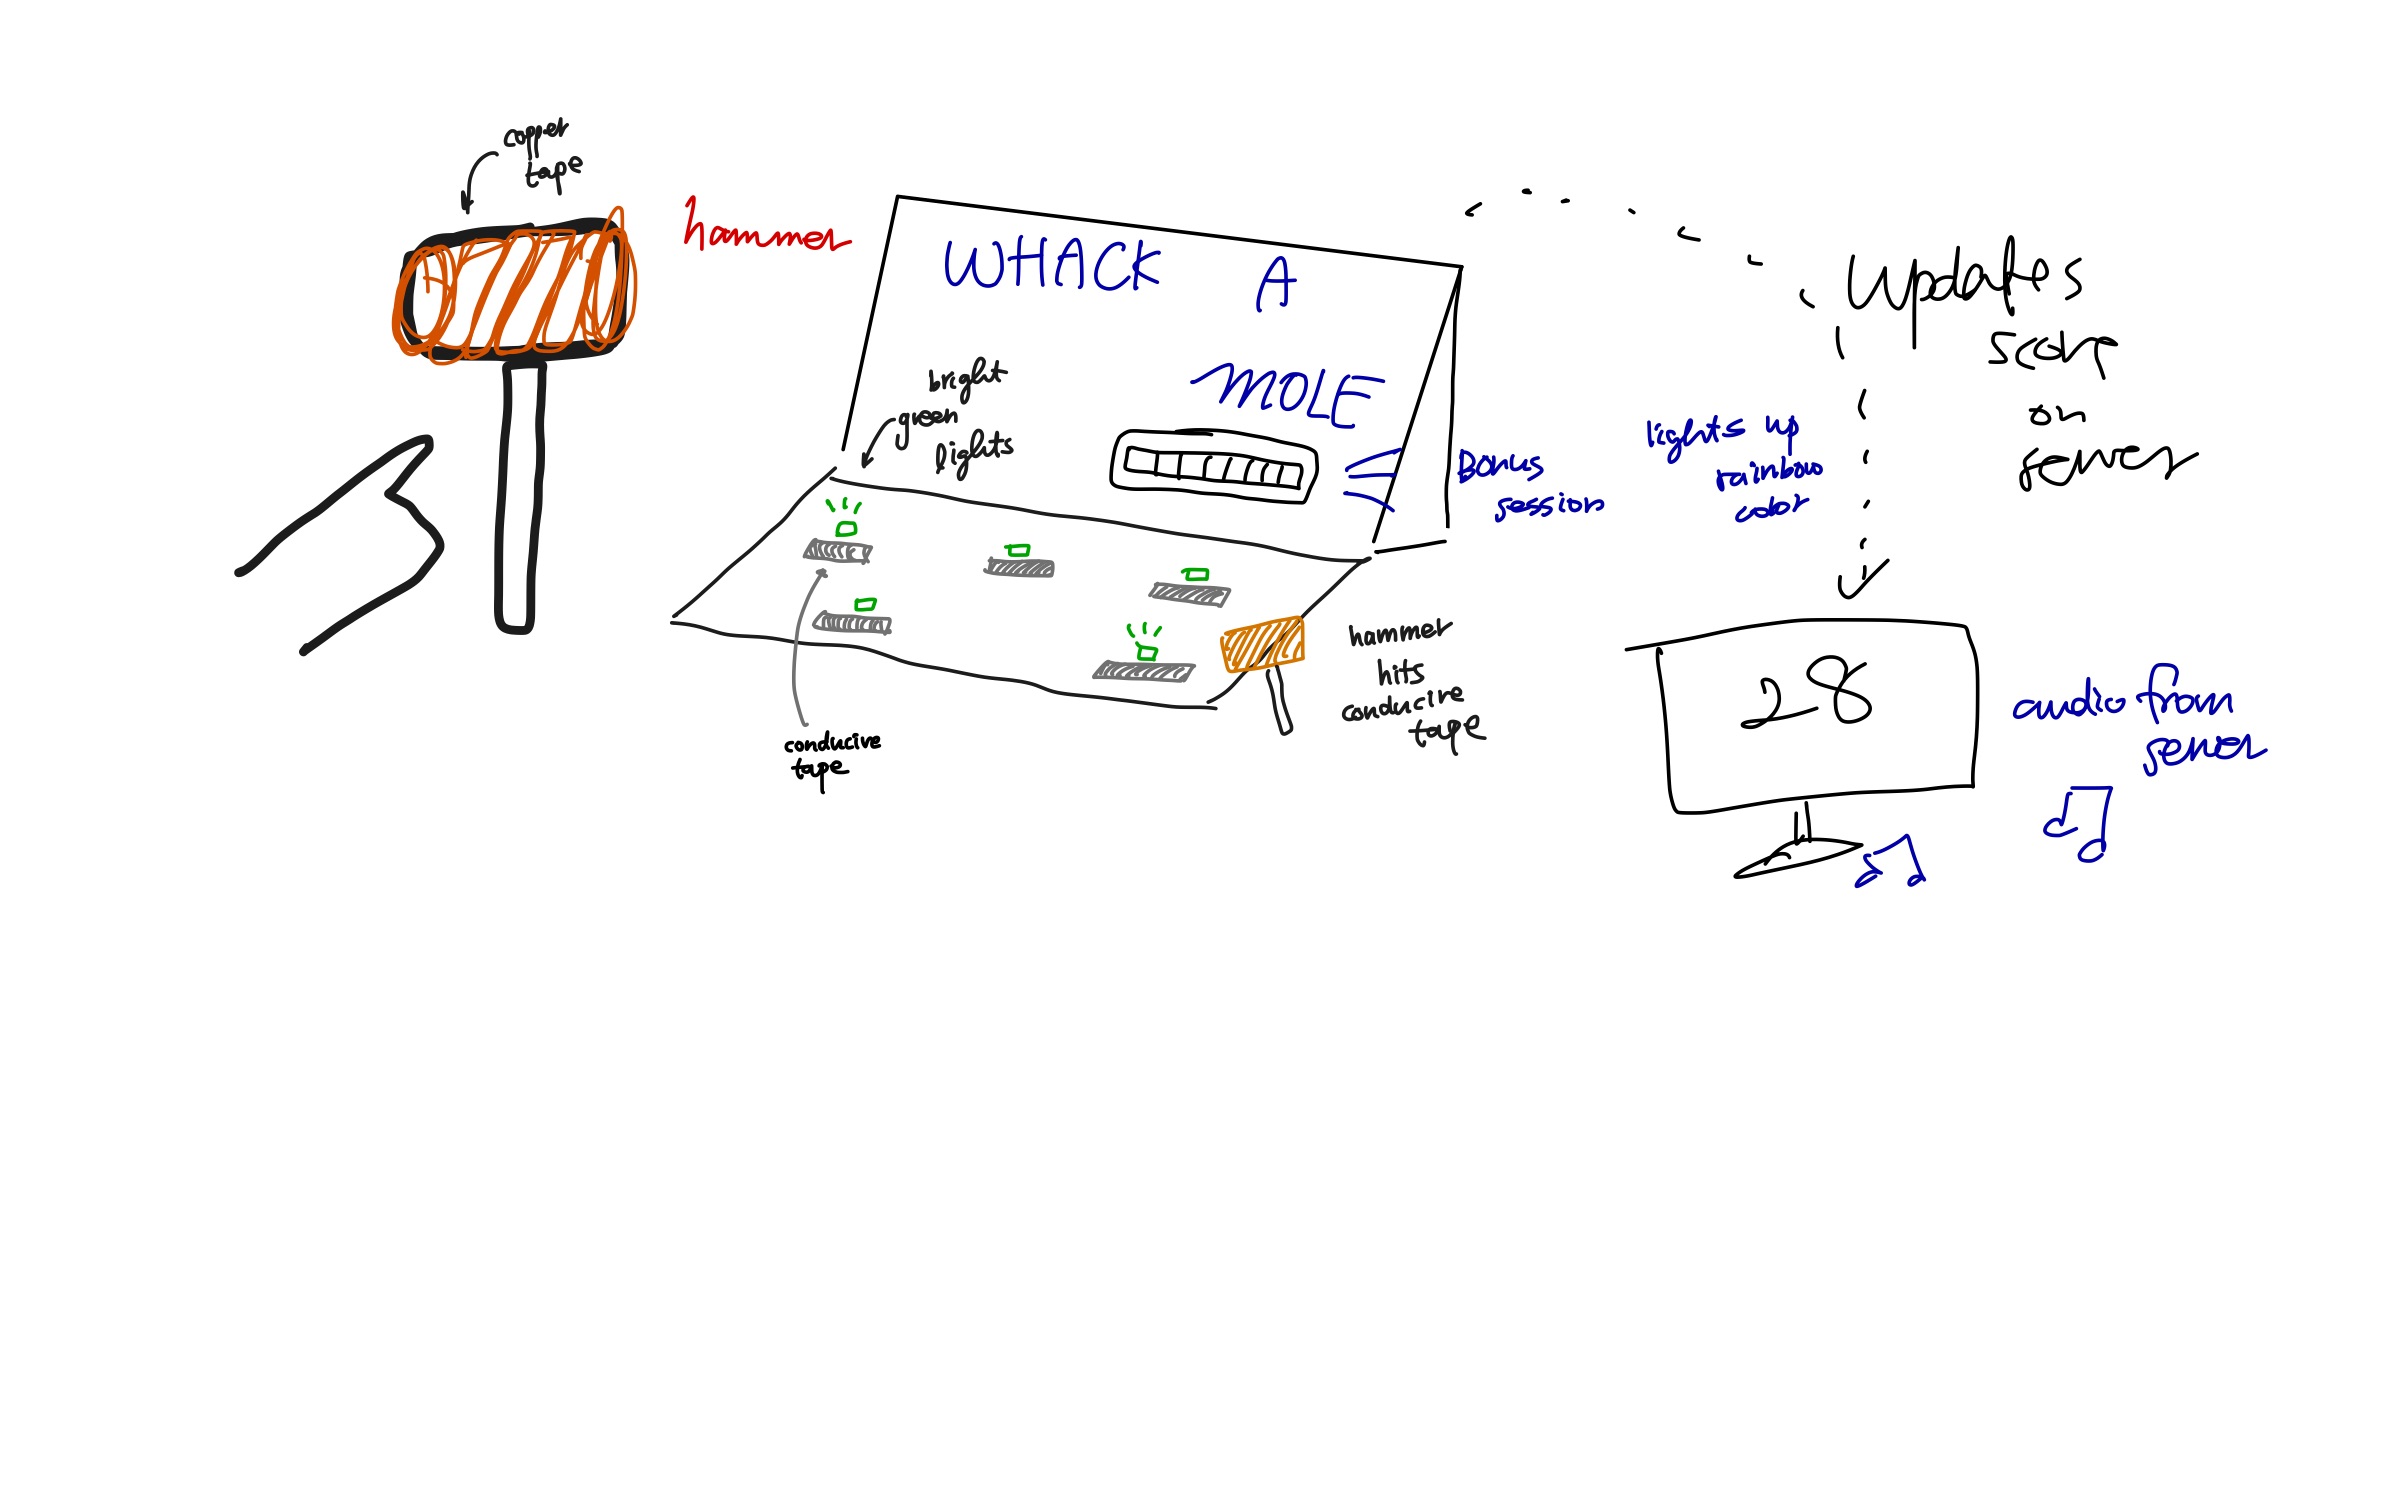 copper
tape
hammer
WHACK A
MOLE
bright
green
lights
Bonus
session
lights up
rainbow
color
updates
score
on
server
conducive
tape
hammer
hits
conducive
tape
28
audio from
server